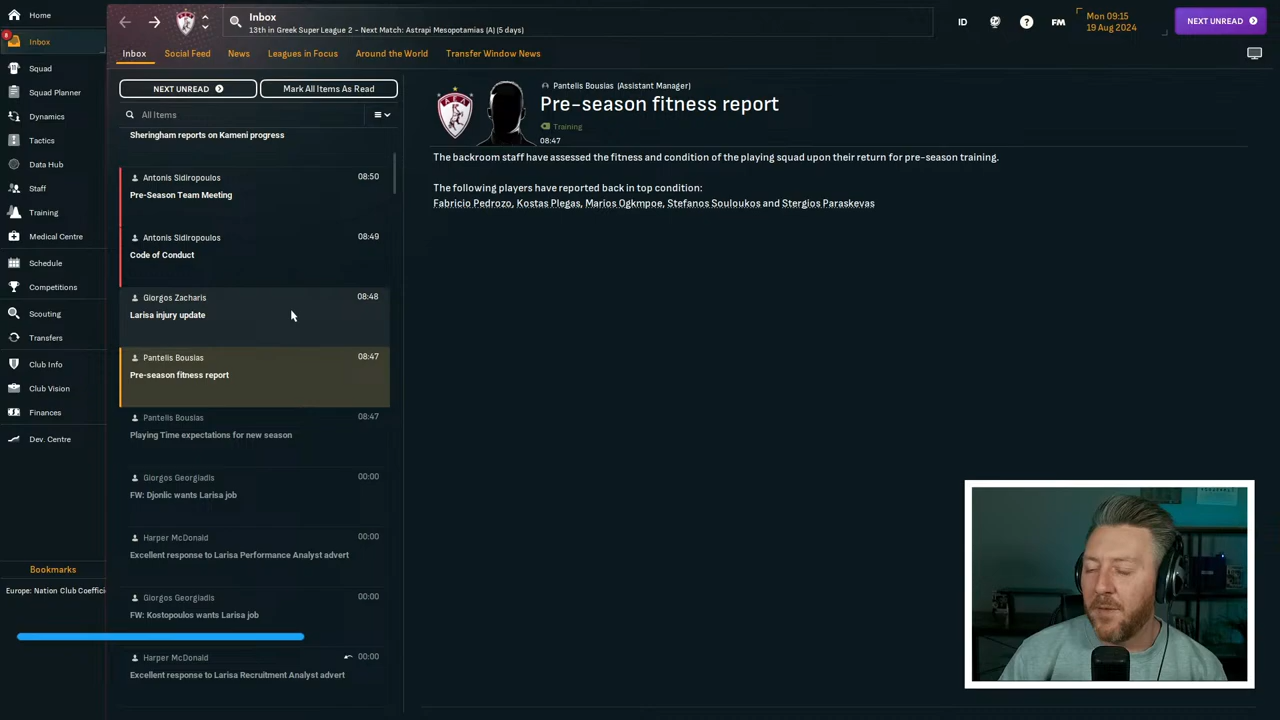 Home
8
Inbox
Squad
Squad Planner
Dynamics
Tactics
Data Hub
Staff
Training
Medical Centre
Schedule
Competitions
Scouting
Transfers
Club Info
Club Vision
Finances
Dev. Centre
Bookmarks
Europe: Nation Club Coeffici
Inbox
13th in Greek Super League 2 - Next Match: Astrapi Mesopotamias (A) (5 days)
ID
?
FM
Mon 09:15
19 Aug 2024
NEXT UNREAD
Inbox
Social Feed
News
Leagues in Focus
Around the World
Transfer Window News
NEXT UNREAD
Mark All Items As Read
All Items
Sheringham reports on Kameni progress
Antonis Sidiropoulos
08:50
Pre-Season Team Meeting
Antonis Sidiropoulos
08:49
Code of Conduct
Giorgos Zacharis
08:48
Larisa injury update
Pantelis Bousias
08:47
Pre-season fitness report
Pantelis Bousias
08:47
Playing Time expectations for new season
Giorgos Georgiadis
00:00
FW: Djonlic wants Larisa job
Harper McDonald
00:00
Excellent response to Larisa Performance Analyst advert
Giorgos Georgiadis
00:00
FW: Kostopoulos wants Larisa job
Harper McDonald
00:00
Excellent response to Larisa Recruitment Analyst advert
Pantelis Bousias (Assistant Manager)
Pre-season fitness report
Training
08:47
The backroom staff have assessed the fitness and condition of the playing squad upon their return for pre-season training.
The following players have reported back in top condition:
Fabricio Pedrozo, Kostas Plegas, Marios Ogkmpoe, Stefanos Souloukos and Stergios Paraskevas